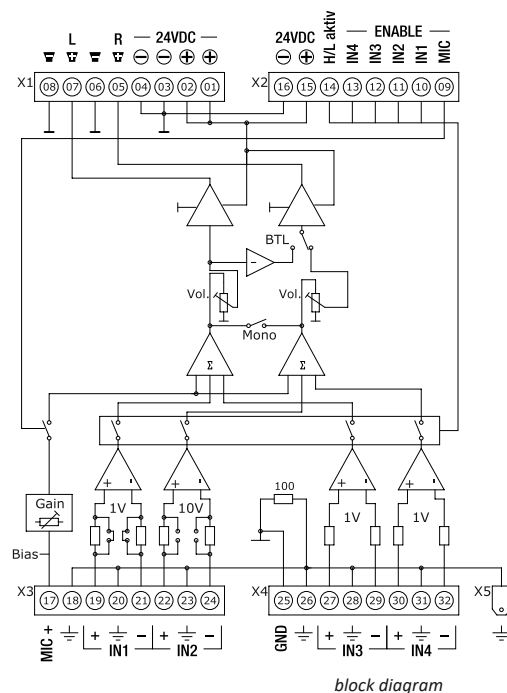 L R 24VDC
H/L aktiv IN4 IN3 IN2 IN1 MIC
ENABLE
24VDC
X1 08 07 06 05 04 03 02 01
X2 16 15 14 13 12 11 10 09
BTL
Vol. Vol.
Mono
Σ Σ
Gain
Bias
+ - + - + - + -
1V 10V 100 1V 1V
X3 17 18 19 20 21 22 23 24
X4 25 26 27 28 29 30 31 32
X5
MIC + + - + -
IN1 IN2
GND + - + -
IN3 IN4
block diagram